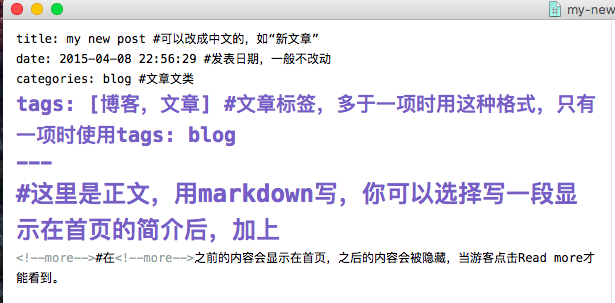 my-new
title: my new post #可以改成中文的，如“新文章”
date: 2015-04-08 22:56:29 #发表日期，一般不改动
categories: blog #文章文类
tags: [博客，文章] #文章标签，多于一项时用这种格式，只有
一项时使用tags: blog
---
#这里是正文，用markdown写，你可以选择写一段显
示在首页的简介后，加上
<!--more-->#在<!--more-->之前的内容会显示在首页，之后的内容会被隐藏，当游客点击Read more才
能看到。